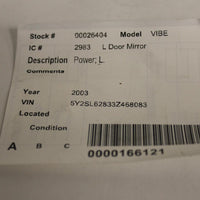 Stock # 00026404 Model VIBE
IC # 2983 L Door Mirror
Description Power; L.
Comments
Year 2003
VIN 5Y2SL62833Z468083
Located
Condition
A B C 0000166121